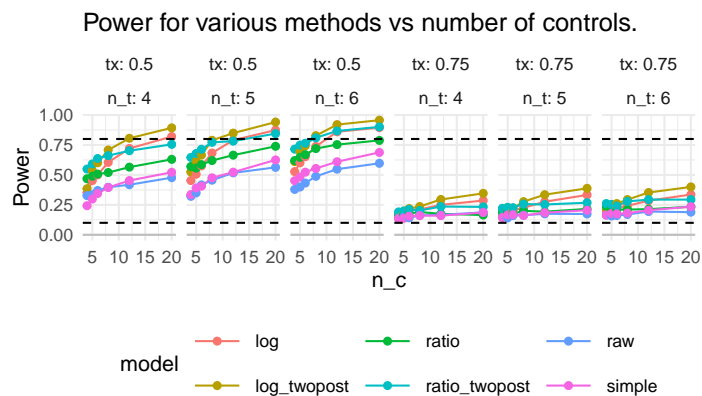 Power for various methods vs number of controls.
tx: 0.5 tx: 0.5 tx: 0.5 tx: 0.75 tx: 0.75 tx: 0.75
n_t: 4 n_t: 5 n_t: 6 n_t: 4 n_t: 5 n_t: 6
1.00
0.75
0.50
0.25
0.00
Power
5 10 15 20 5 10 15 20 5 10 15 20 5 10 15 20 5 10 15 20 5 10 15 20
n_c
model
log ratio raw
log_twopost ratio_twopost simple